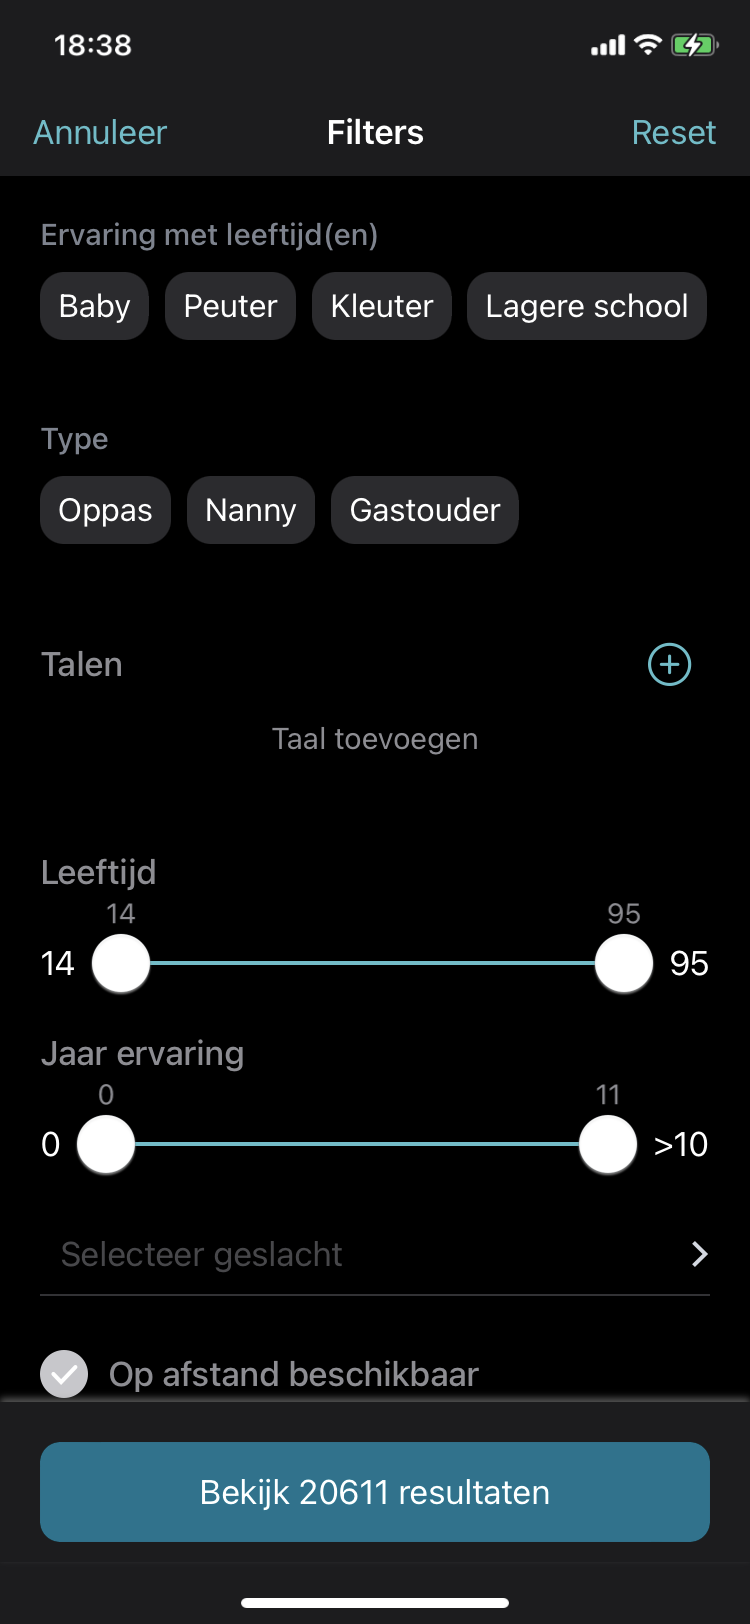 18:38
Annuleer Filters Reset
Ervaring met leeftijd(en)
Baby Peuter Kleuter Lagere school
Type
Oppas Nanny Gastouder
Talen
Taal toevoegen
Leeftijd
14 95
14 95
Jaar ervaring
0 11
0 >10
Selecteer geslacht
Op afstand beschikbaar
Bekijk 20611 resultaten